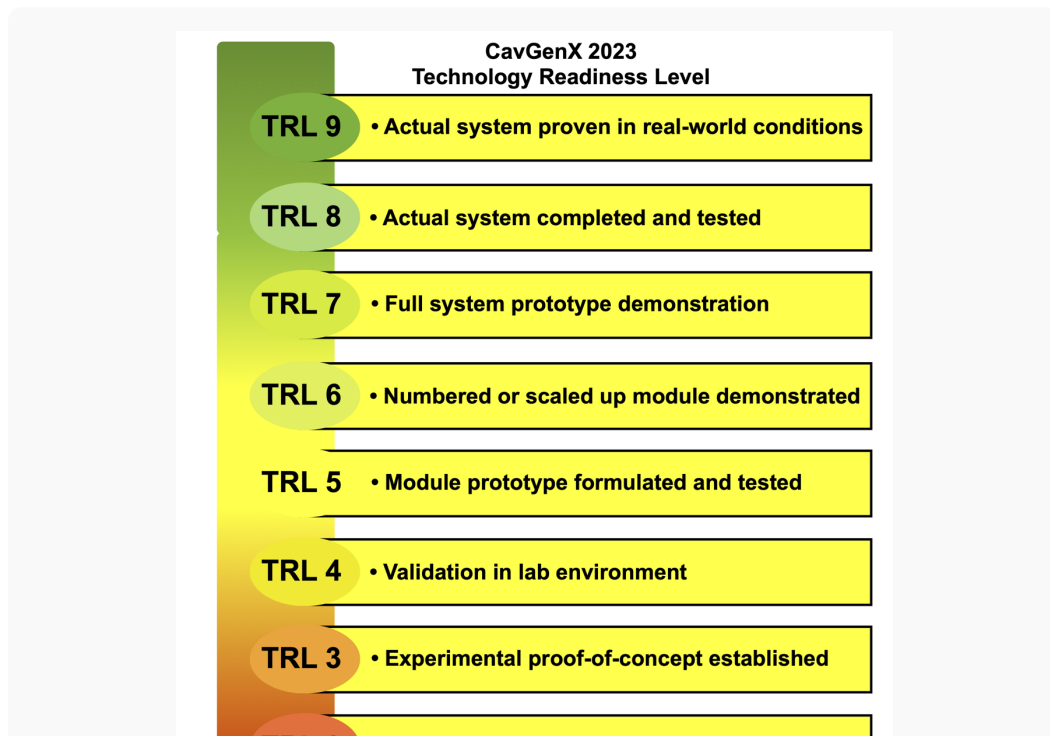 CavGenX 2023
Technology Readiness Level
TRL 9 • Actual system proven in real-world conditions
TRL 8 • Actual system completed and tested
TRL 7 • Full system prototype demonstration
TRL 6 • Numbered or scaled up module demonstrated
TRL 5 • Module prototype formulated and tested
TRL 4 • Validation in lab environment
TRL 3 • Experimental proof-of-concept established